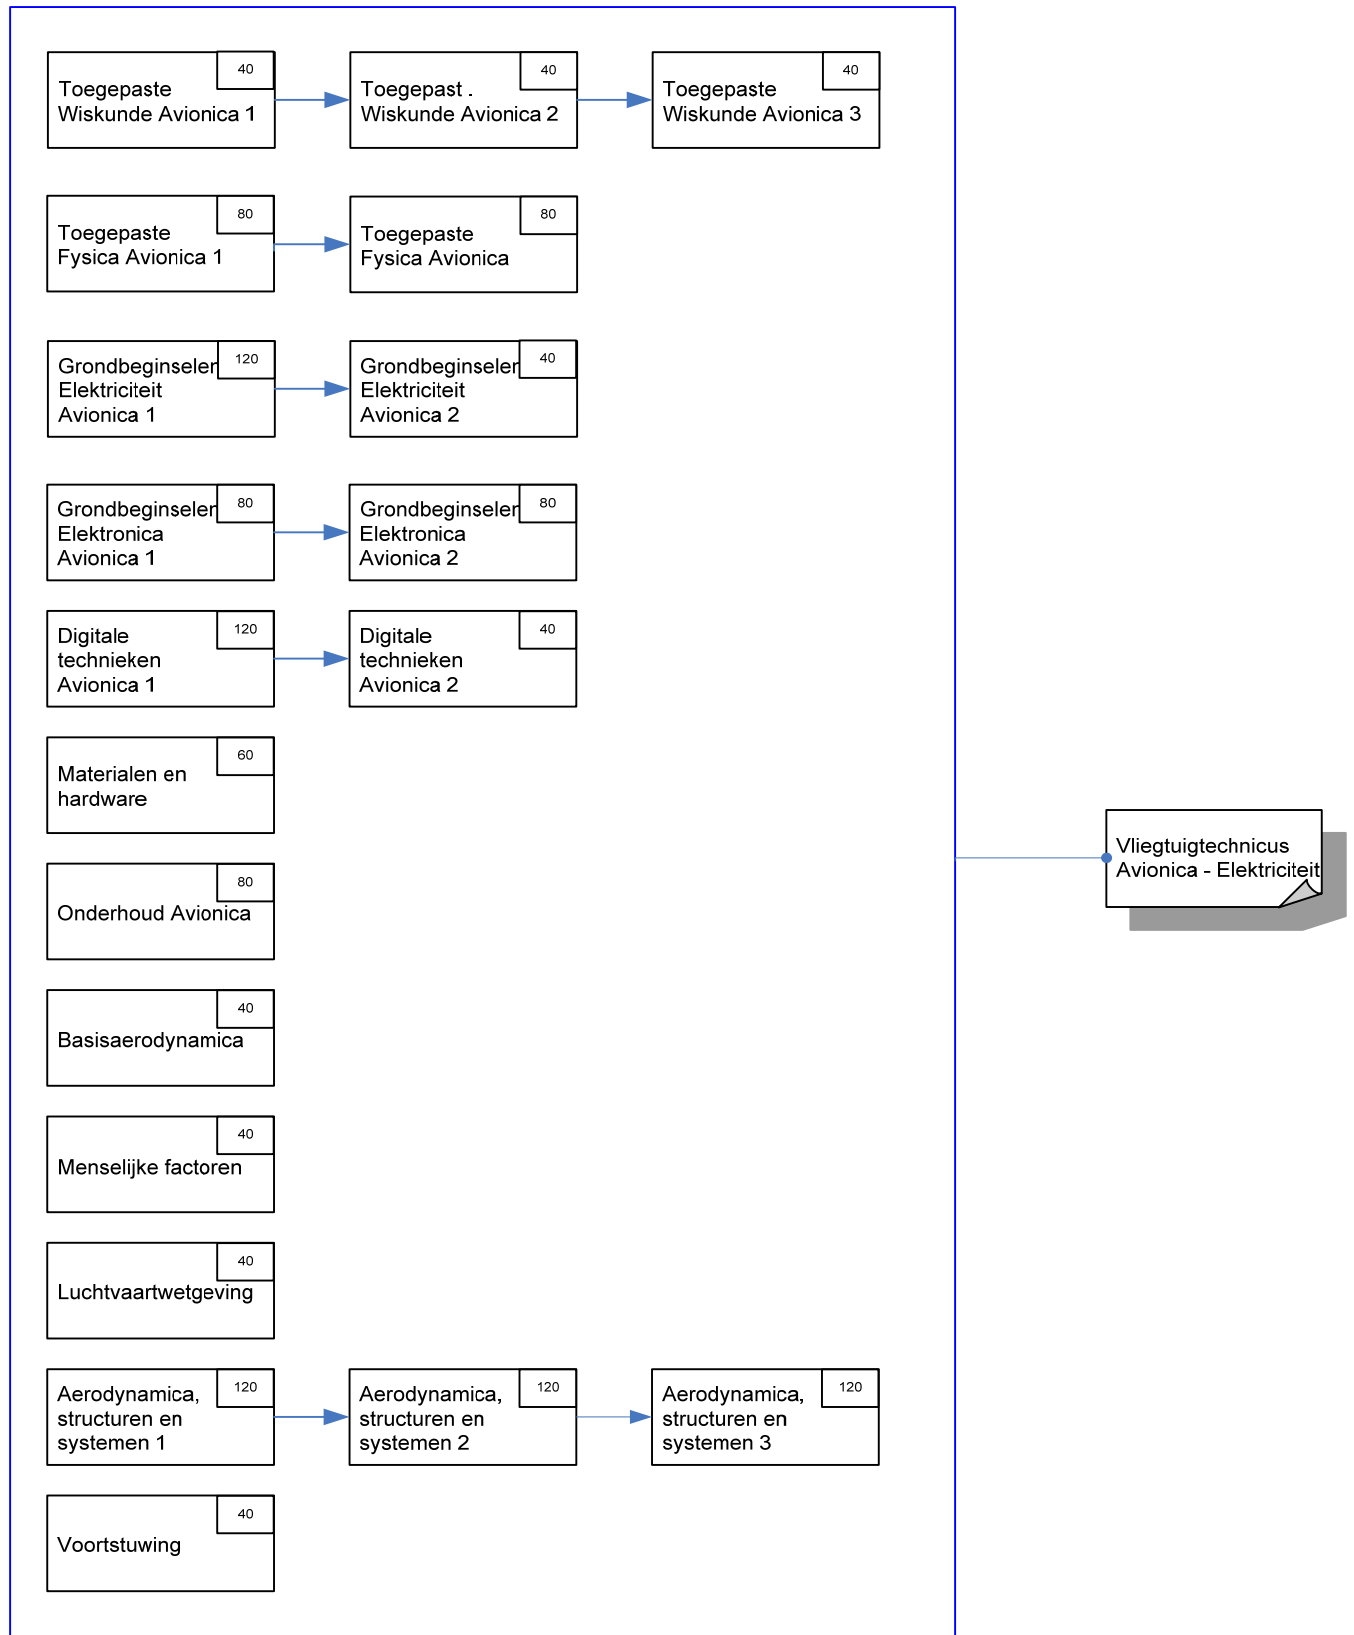 40
Toegepaste
Wiskunde Avionica 1
40
Toegepast .
Wiskunde Avionica 2
40
Toegepaste
Wiskunde Avionica 3
80
Toegepaste
Fysica Avionica 1
80
Toegepaste
Fysica Avionica
120
Grondbeginselen
Elektriciteit
Avionica 1
40
Grondbeginselen
Elektriciteit
Avionica 2
80
Grondbeginselen
Elektronica
Avionica 1
80
Grondbeginselen
Elektronica
Avionica 2
120
Digitale
technieken
Avionica 1
40
Digitale
technieken
Avionica 2
60
Materialen en
hardware
80
Onderhoud Avionica
40
Basisaerodynamica
40
Menselijke factoren
40
Luchtvaartwetgeving
120
Aerodynamica,
structuren en
systemen 1
120
Aerodynamica,
structuren en
systemen 2
120
Aerodynamica,
structuren en
systemen 3
40
Voortstuwing
Vliegtuigtechnicus
Avionica - Elektriciteit